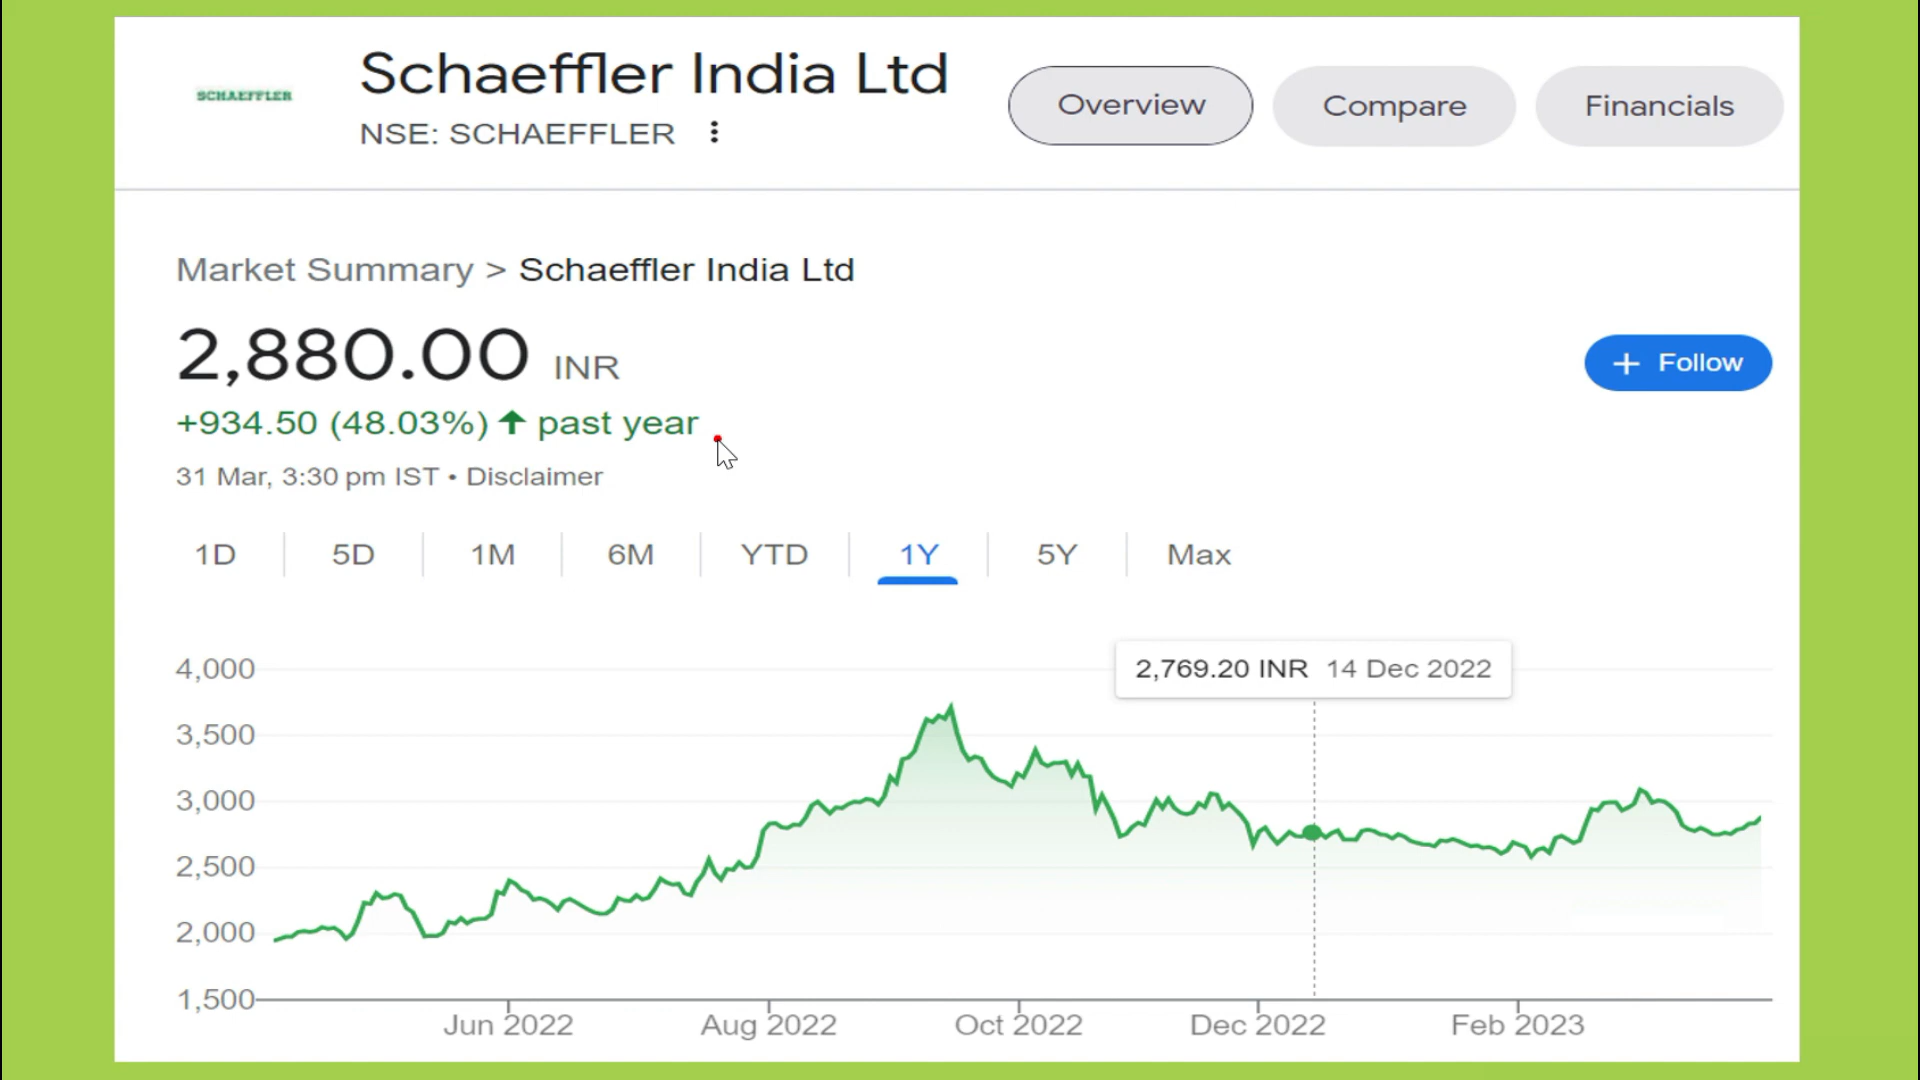 SCHAEFFLER
Schaeffler India Ltd
NSE: SCHAEFFLER
Overview
Compare
Financials
Market Summary > Schaeffler India Ltd
2,880.00 INR
+ Follow
+934.50 (48.03%) ↑ past year
31 Mar, 3:30 pm IST • Disclaimer
1D 5D 1M 6M YTD 1Y 5Y Max
2,769.20 INR 14 Dec 2022
4,000
3,500
3,000
2,500
2,000
1,500
Jun 2022 Aug 2022 Oct 2022 Dec 2022 Feb 2023